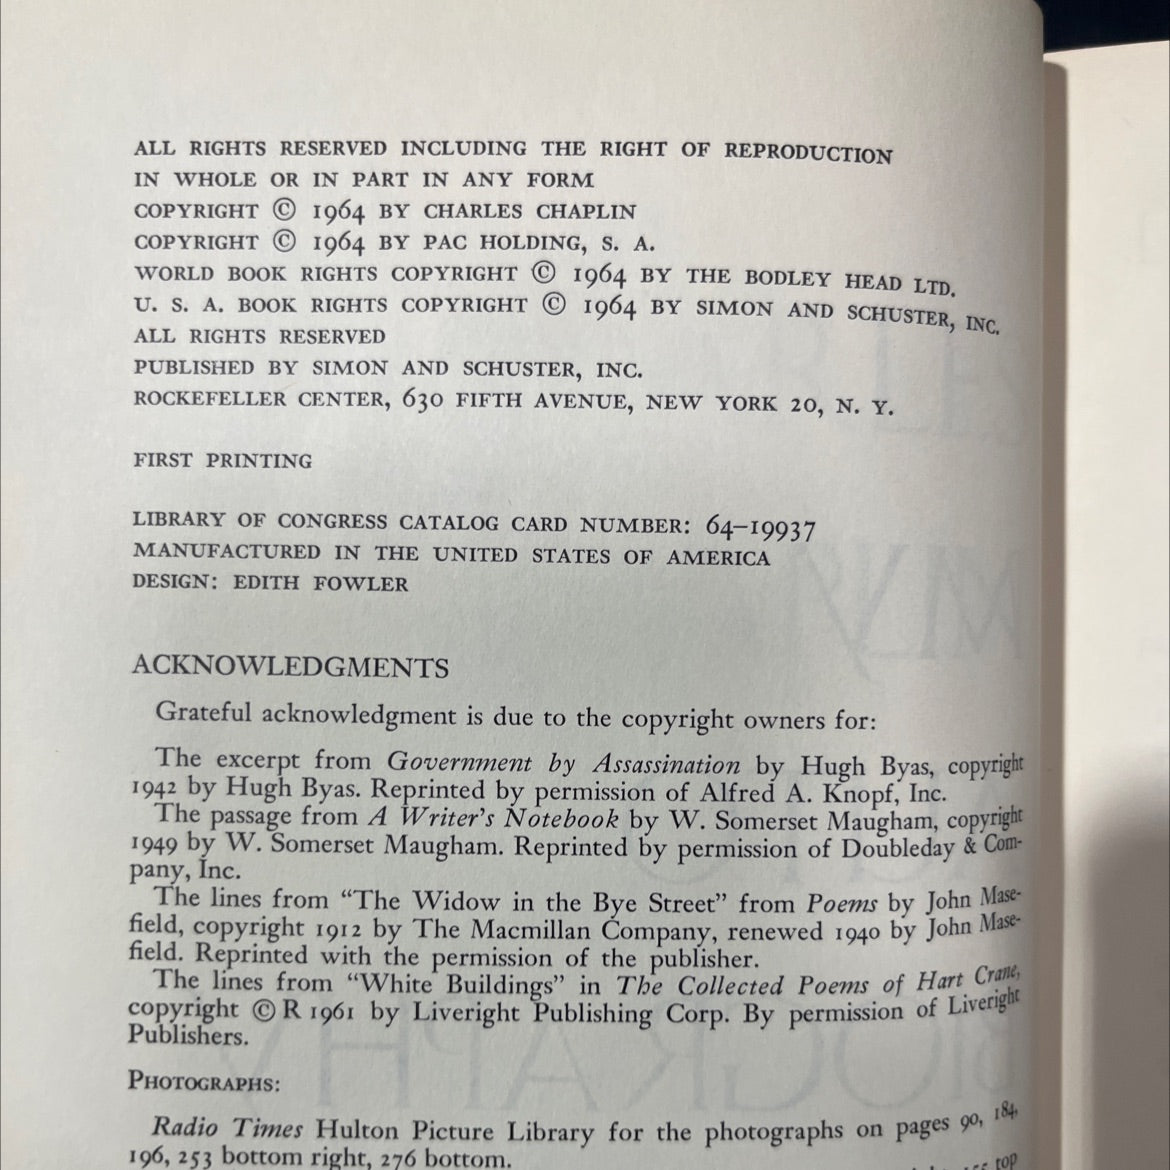 ALL RIGHTS RESERVED INCLUDING THE RIGHT OF REPRODUCTION
IN WHOLE OR IN PART IN ANY FORM
COPYRIGHT © 1964 BY CHARLES CHAPLIN
COPYRIGHT © 1964 BY PAC HOLDING, S. A.
WORLD BOOK RIGHTS COPYRIGHT © 1964 BY THE BODLEY HEAD LTD.
U. S. A. BOOK RIGHTS COPYRIGHT © 1964 BY SIMON AND SCHUSTER, INC.
ALL RIGHTS RESERVED
PUBLISHED BY SIMON AND SCHUSTER, INC.
ROCKEFELLER CENTER, 630 FIFTH AVENUE, NEW YORK 20, N. Y.
FIRST PRINTING
LIBRARY OF CONGRESS CATALOG CARD NUMBER: 64–19937
MANUFACTURED IN THE UNITED STATES OF AMERICA
DESIGN: EDITH FOWLER
ACKNOWLEDGMENTS
Grateful acknowledgment is due to the copyright owners for:
The excerpt from Government by Assassination by Hugh Byas, copyright
1942 by Hugh Byas. Reprinted by permission of Alfred A. Knopf, Inc.
The passage from A Writer's Notebook by W. Somerset Maugham, copyright
1949 by W. Somerset Maugham. Reprinted by permission of Doubleday & Com-
pany, Inc.
The lines from “The Widow in the Bye Street” from Poems by John Mase-
field, copyright 1912 by The Macmillan Company, renewed 1940 by John Mase-
field. Reprinted with the permission of the publisher.
The lines from “White Buildings” in The Collected Poems of Hart Crane,
copyright © R 1961 by Liveright Publishing Corp. By permission of Liveright
Publishers.
PHOTOGRAPHS:
Radio Times Hulton Picture Library for the photographs on pages 90, 184,
196, 253 bottom right, 276 bottom.
top